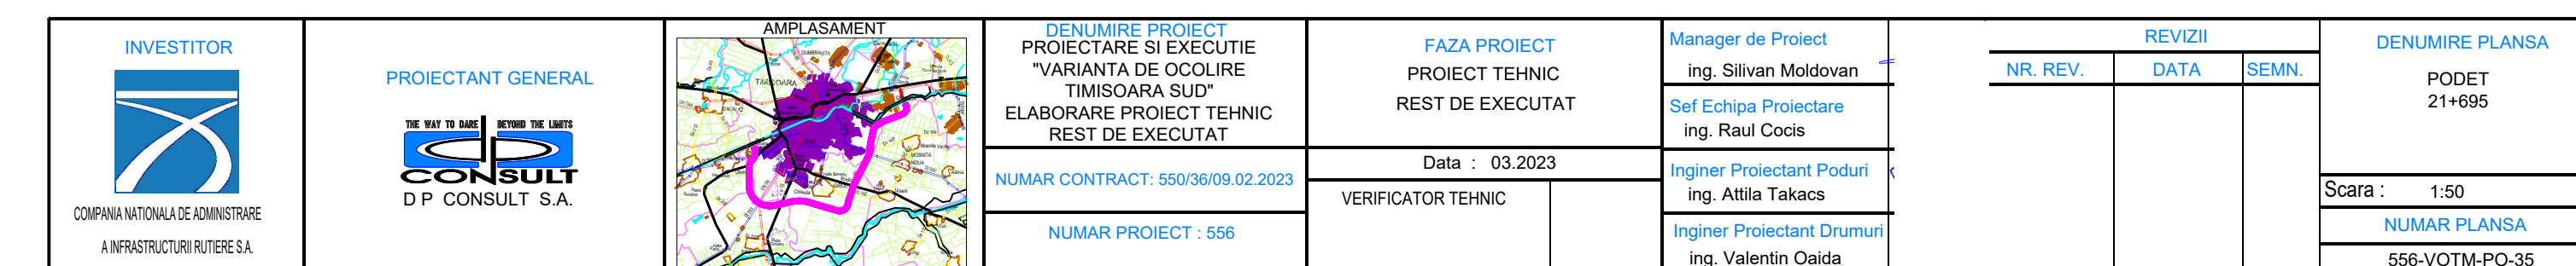 INVESTITOR
COMPANIA NATIONALA DE ADMINISTRARE
A INFRASTRUCTURII RUTIERE S.A.
PROIECTANT GENERAL
THE WAY TO DARE BEYOND THE LIMITS
CONSULT
D P CONSULT S.A.
AMPLASAMENT
TIMISOARA
DENUMIRE PROIECT
PROIECTARE SI EXECUTIE
"VARIANTA DE OCOLIRE
TIMISOARA SUD"
ELABORARE PROIECT TEHNIC
REST DE EXECUTAT
NUMAR CONTRACT: 550/36/09.02.2023
NUMAR PROIECT : 556
FAZA PROIECT
PROIECT TEHNIC
REST DE EXECUTAT
Data : 03.2023
VERIFICATOR TEHNIC
Manager de Proiect
ing. Silivan Moldovan
Sef Echipa Proiectare
ing. Raul Cocis
Inginer Proiectant Poduri
ing. Attila Takacs
Inginer Proiectant Drumuri
ing. Valentin Oaida
REVIZII
NR. REV. DATA SEMN.
DENUMIRE PLANSA
PODET
21+695
Scara : 1:50
NUMAR PLANSA
556-VOTM-PO-35